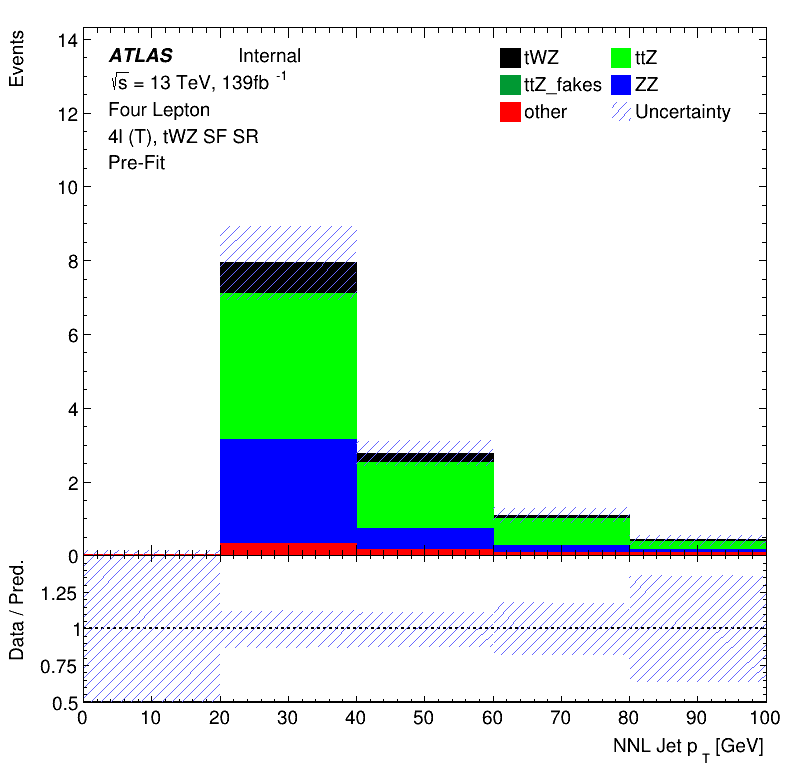 Events
14
12
10
8
6
4
2
0
ATLAS Internal
√s = 13 TeV, 139fb -1
Four Lepton
4l (T), tWZ SF SR
Pre-Fit
tWZ ttZ
ttZ_fakes ZZ
other Uncertainty
Data / Pred.
1.25
1
0.75
0.5
0 10 20 30 40 50 60 70 80 90 100
NNL Jet p T [GeV]